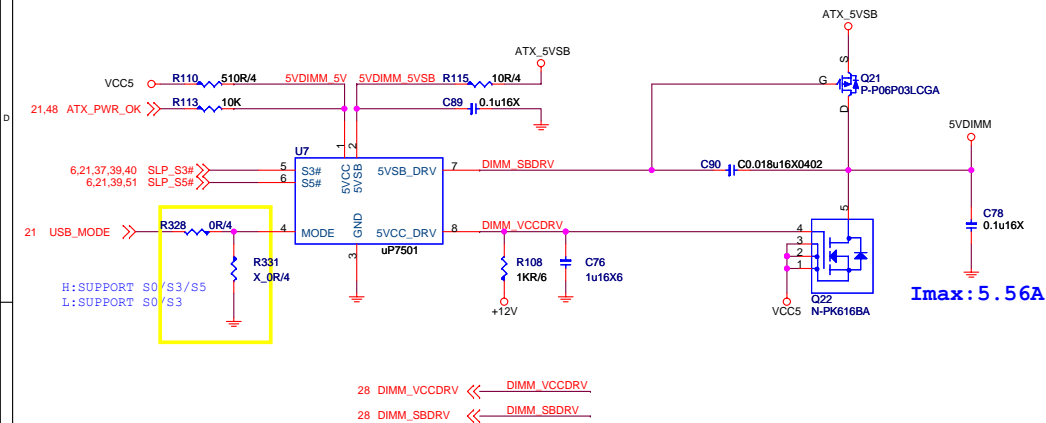 ATX_5VSB
ATX_5VSB
VCC5 R110 510R/4 5VDIMM_5V 5VDIMM_5VSB R115 10R/4
S
G Q21
P-P06P03LCGA
D
21,48 ATX_PWR_OK R113 10K C89 0.1u16X
D
5VDIMM
1 2
U7
6,21,37,39,40 SLP_S3# 5 S3# 5VCC 5VSB 5VSB_DRV 7 DIMM_SBDRV C90 C0.018u16X0402
6,21,39,51 SLP_S5# 6 S5#
C78
0.1u16X
5
21 USB_MODE R328 0R/4 4 MODE GND 5VCC_DRV 8 DIMM_VCCDRV 4
uP7501
3
3
2
1
R331
X_0R/4
R108
1KR/6
C76
1u16X6
H:SUPPORT S0/S3/S5
L:SUPPORT S0/S3
+12V
VCC5
Q22
N-PK616BA
Imax:5.56A
28 DIMM_VCCDRV DIMM_VCCDRV
28 DIMM_SBDRV DIMM_SBDRV